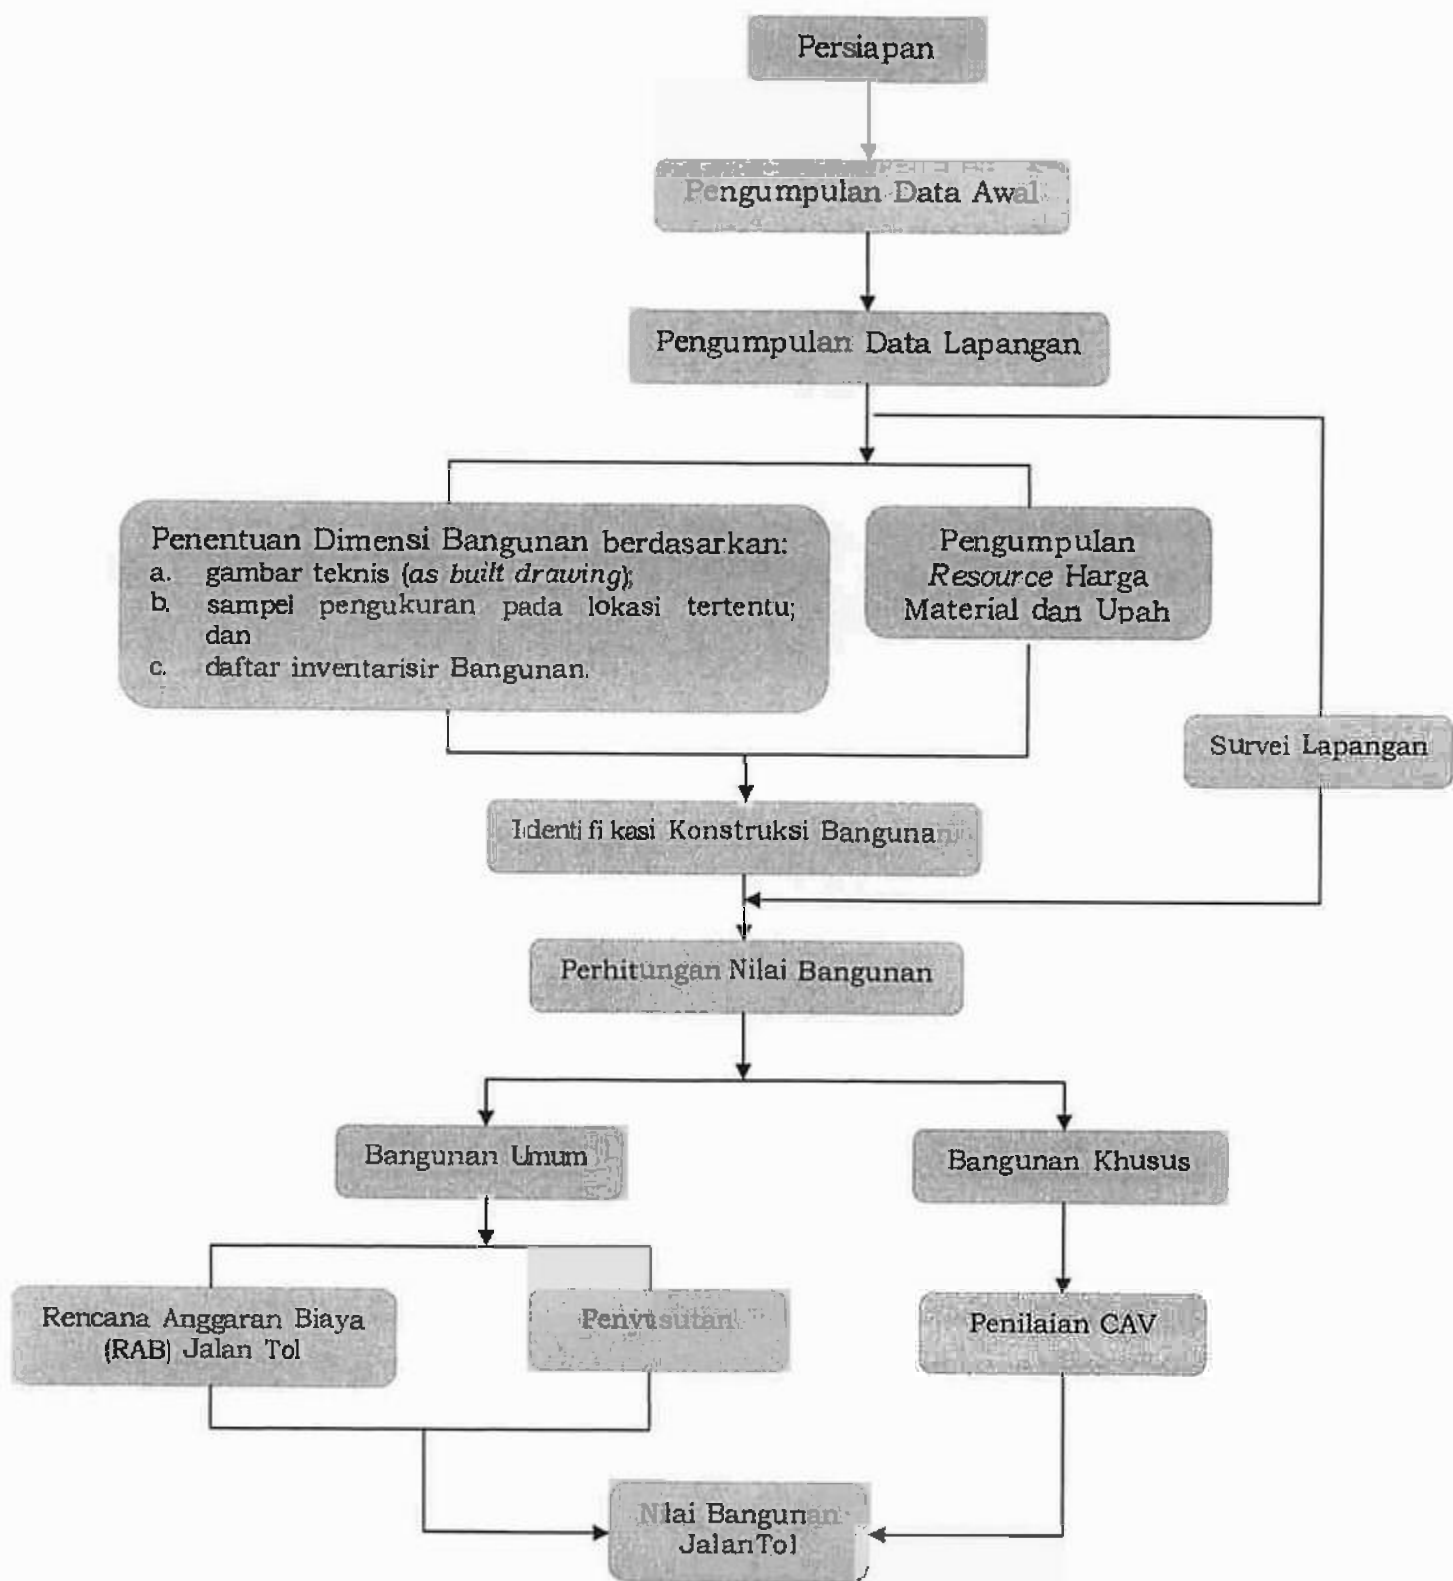 Persiapan
Pengumpulan Data Awal
Pengumpulan Data Lapangan
Penentuan Dimensi Bangunan berdasarkan:
a. gambar teknis (as built drawing);
b. sampel pengukuran pada lokasi tertentu;
dan
c. daftar inventarisir Bangunan.
Pengumpulan
Resource Harga
Material dan Upah
Survei Lapangan
Identifikasi Konstruksi Bangunan
Perhitungan Nilai Bangunan
Bangunan Umum
Bangunan Khusus
Rencana Anggaran Biaya
(RAB) Jalan Tol
Penyusutan
Penilaian CAV
Nilai Bangunan
Jalan Tol